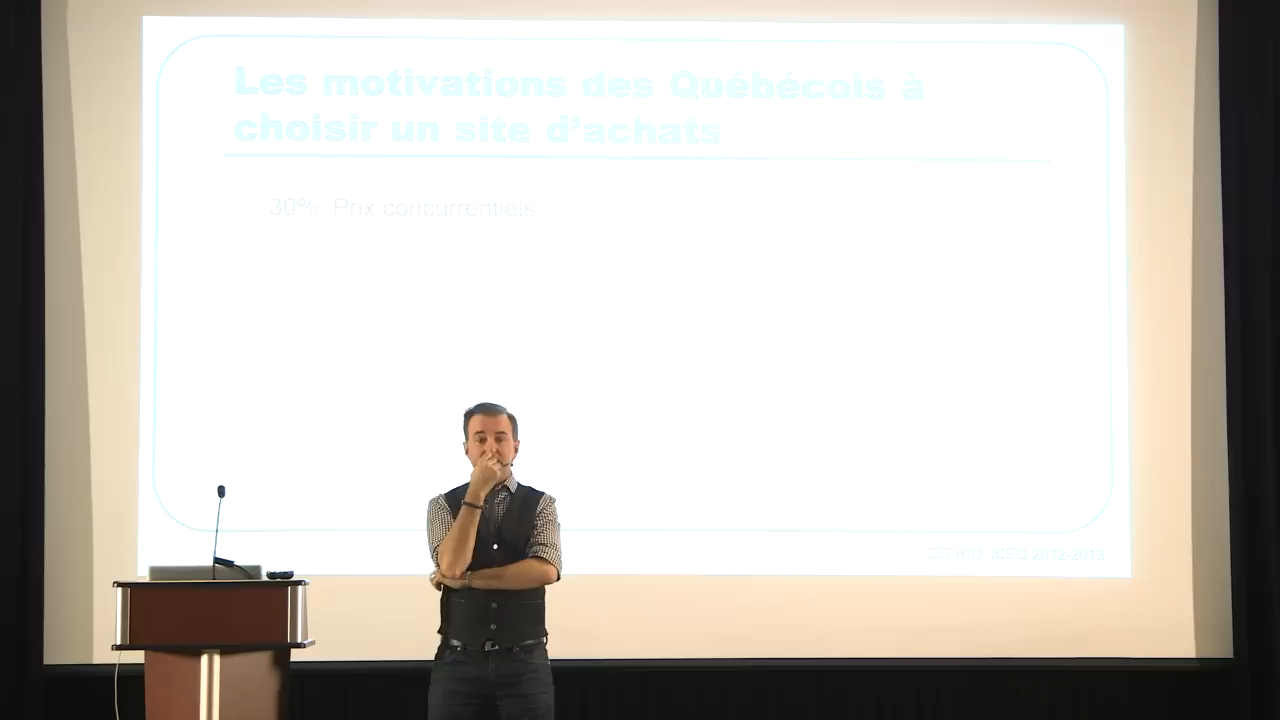 Les motivations des Québécois à
choisir un site d'achats
30% Prix concurrentiels
CEFRIO, ICEQ 2012-2013